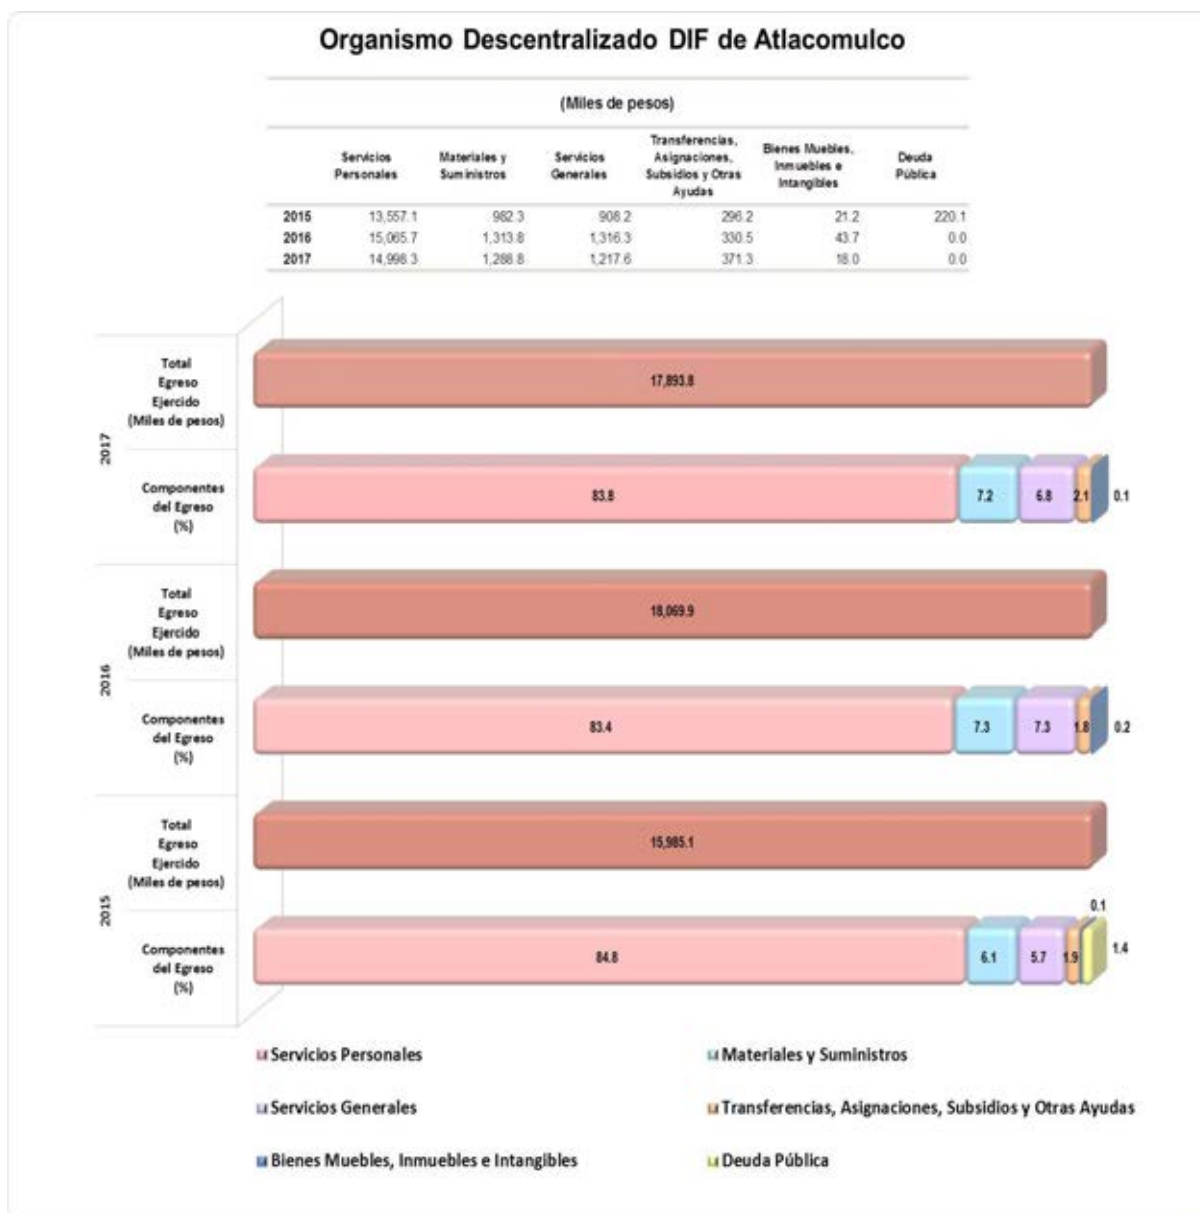 Organismo Descentralizado DIF de Atlacomulco
(Miles de pesos)
Servicios Personales
Materiales y Suministros
Servicios Generales
Transferencias, Asignaciones, Subsidios y Otras Ayudas
Bienes Muebles, Inmuebles e Intangibles
Deuda Pública
2015 13,557.1 982.3 908.2 296.2 21.2 220.1
2016 15,065.7 1,313.8 1,316.3 330.5 43.7 0.0
2017 14,998.3 1,288.8 1,217.6 371.3 18.0 0.0
2017
Total
Egreso
Ejercido
(Miles de pesos)
17,893.8
Componentes
del Egreso
(%)
83.8 7.2 6.8 2.1 0.1
2016
Total
Egreso
Ejercido
(Miles de pesos)
18,069.9
Componentes
del Egreso
(%)
83.4 7.3 7.3 1.8 0.2
2015
Total
Egreso
Ejercido
(Miles de pesos)
15,985.1
Componentes
del Egreso
(%)
84.8 6.1 5.7 1.9 0.1 1.4
Servicios Personales
Materiales y Suministros
Servicios Generales
Transferencias, Asignaciones, Subsidios y Otras Ayudas
Bienes Muebles, Inmuebles e Intangibles
Deuda Pública